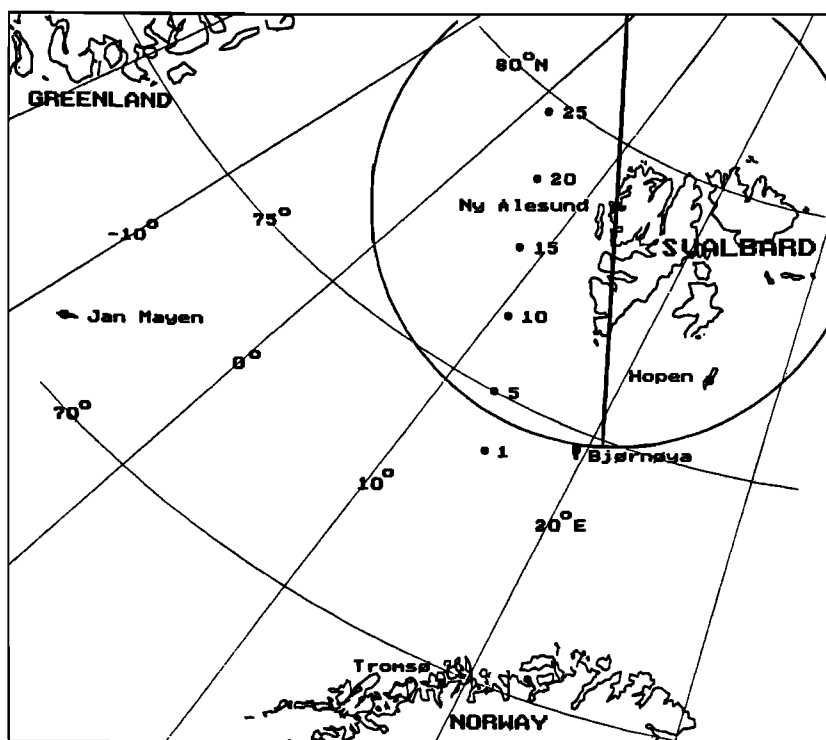 80°N
GREENLAND
25
20
Ny Ålesund
75°
-10°
15
SVALBARD
Jan Mayen
10
0°
Hopen
5
70°
1
Bjørnøya
10°
20°E
Tromsø
NORWAY